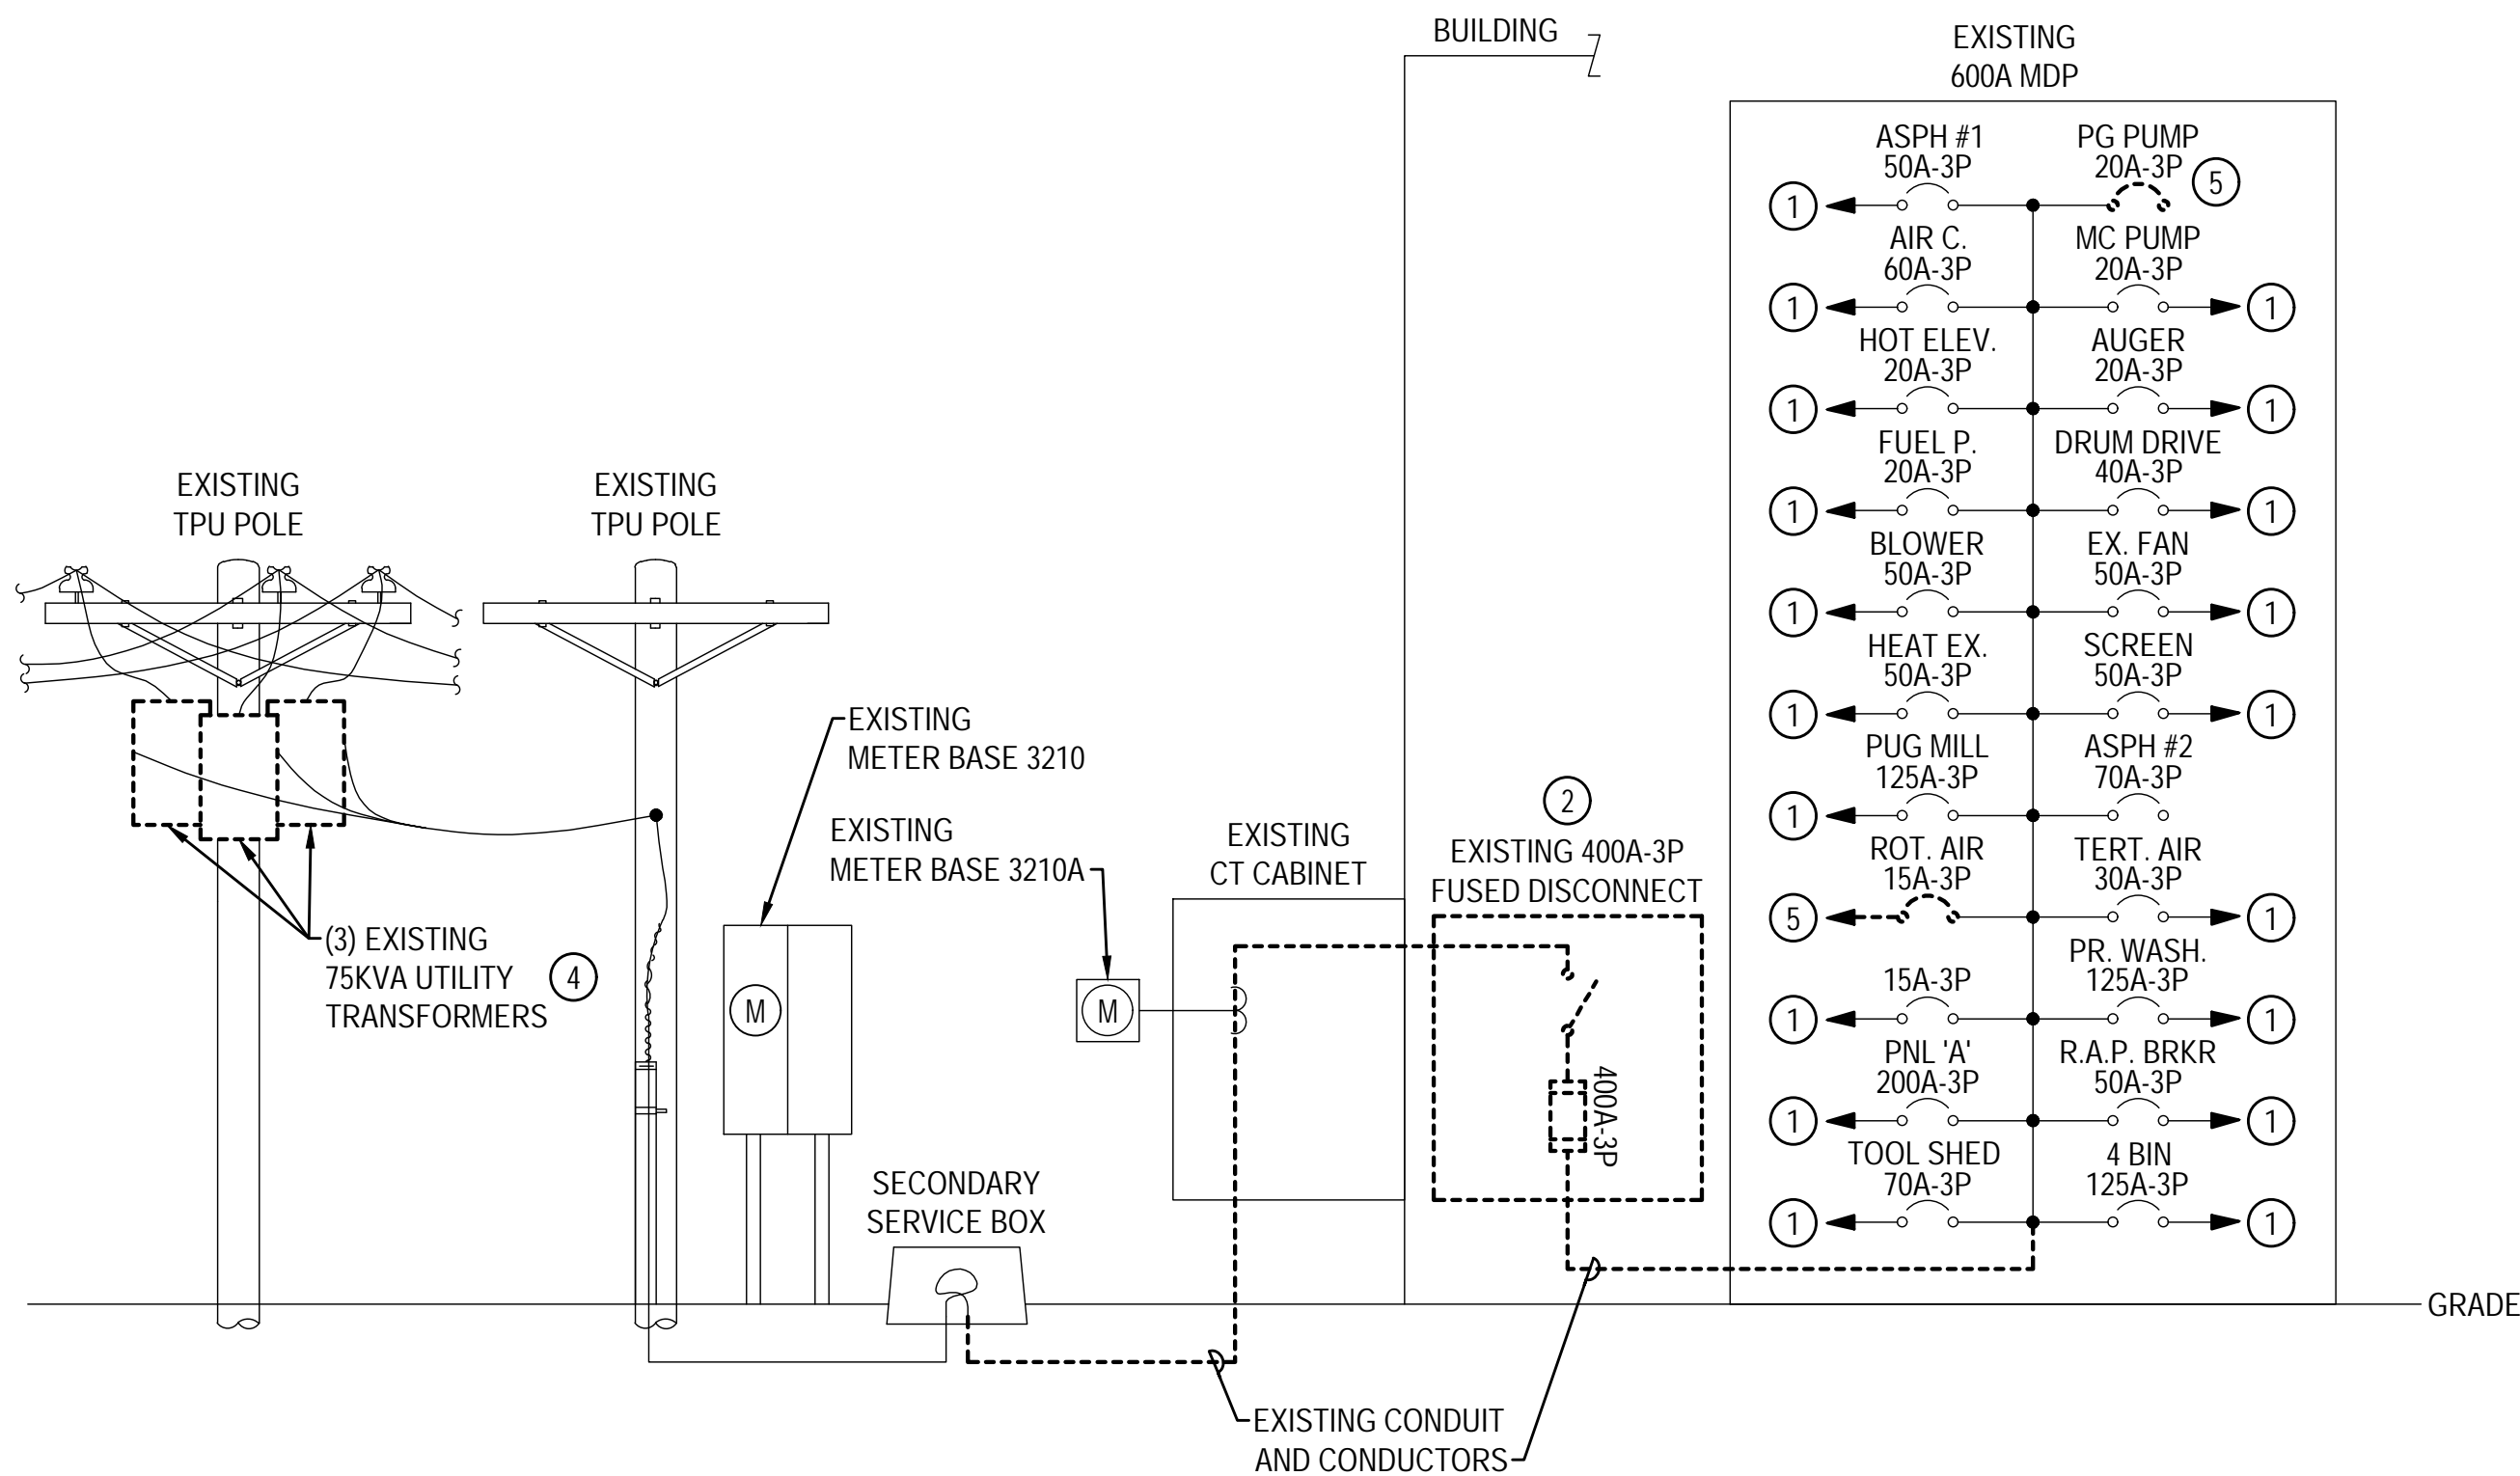 BUILDING
EXISTING
600A MDP
ASPH #1
50A-3P
PG PUMP
20A-3P
5
1
AIR C.
60A-3P
MC PUMP
20A-3P
1
1
HOT ELEV.
20A-3P
AUGER
20A-3P
1
1
FUEL P.
20A-3P
DRUM DRIVE
40A-3P
1
1
BLOWER
50A-3P
EX. FAN
50A-3P
1
1
HEAT EX.
50A-3P
SCREEN
50A-3P
1
1
PUG MILL
125A-3P
ASPH #2
70A-3P
1
ROT. AIR
15A-3P
TERT. AIR
30A-3P
5
1
15A-3P
PR. WASH.
125A-3P
1
1
PNL 'A'
200A-3P
R.A.P. BRKR
50A-3P
1
1
TOOL SHED
70A-3P
4 BIN
125A-3P
1
1
EXISTING
TPU POLE
EXISTING
TPU POLE
EXISTING
METER BASE 3210
EXISTING
METER BASE 3210A
EXISTING
CT CABINET
2
EXISTING 400A-3P
FUSED DISCONNECT
400A-3P
(3) EXISTING
75KVA UTILITY
TRANSFORMERS
4
M
M
SECONDARY
SERVICE BOX
GRADE
EXISTING CONDUIT
AND CONDUCTORS